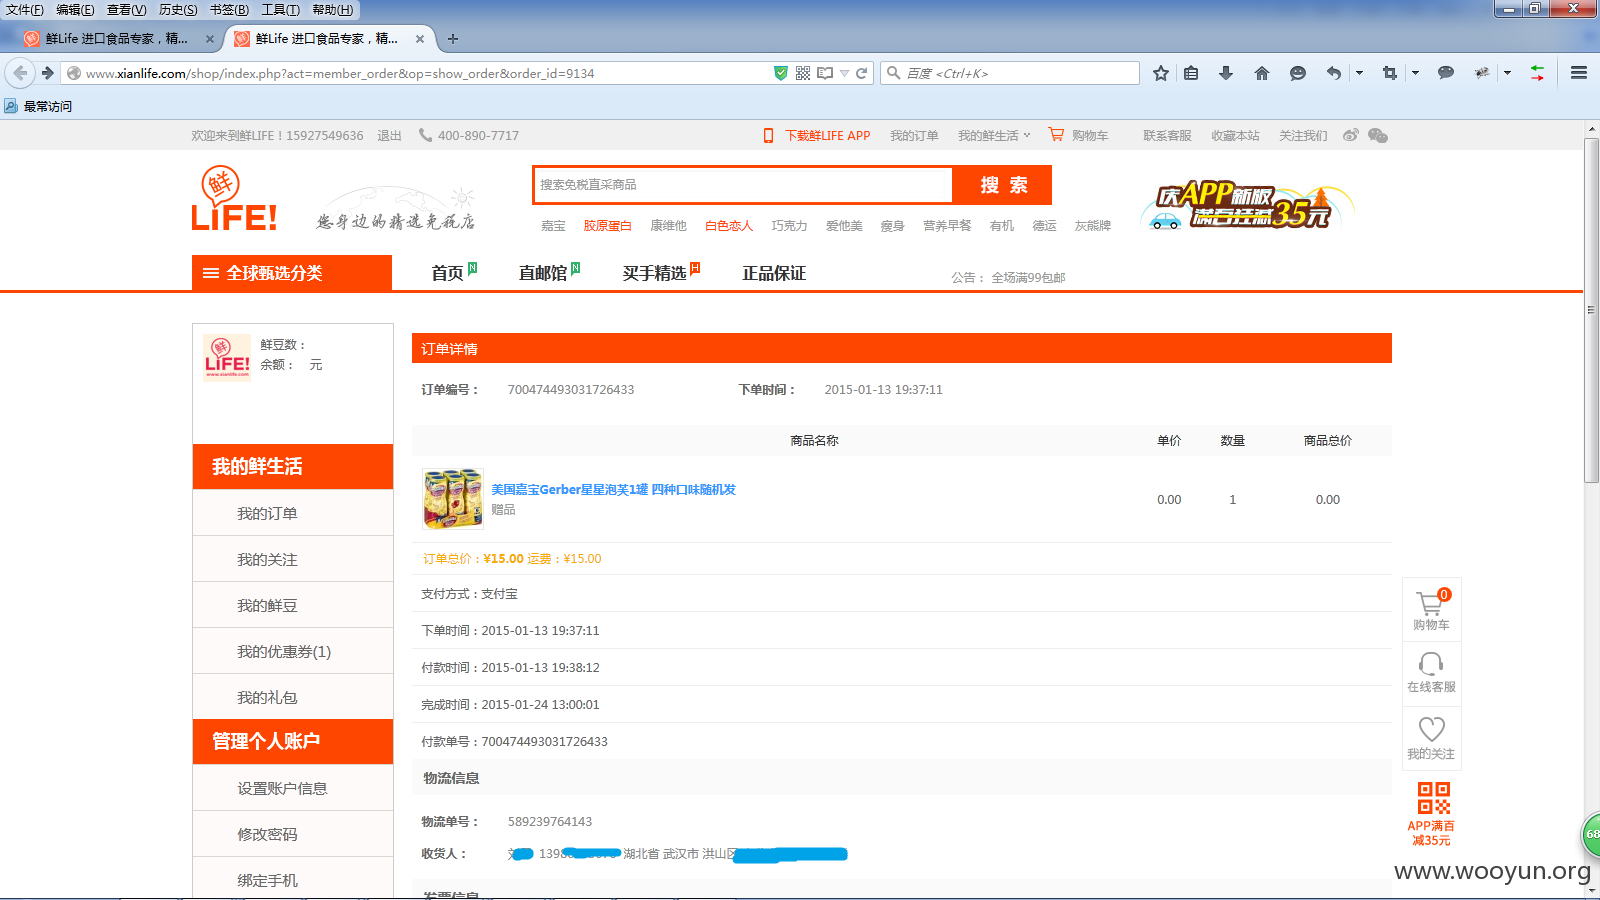 文件(F) 编辑(E) 查看(V) 历史(S) 书签(B) 工具(T) 帮助(H)
鲜Life 进口食品专家，精... × 鲜Life 进口食品专家，精... × +
www.xianlife.com/shop/index.php?act=member_order&op=show_order&order_id=9134 百度 <Ctrl+K>
最常访问
欢迎来到鲜LIFE！15927549636 退出 400-890-7717 下载鲜LIFE APP 我的订单 我的鲜生活 购物车 联系客服 收藏本站 关注我们
鲜
LIFE!
您身边的精选免税店
搜索免税直采商品 搜 索
庆APP新版
满百狂减35元
嘉宝 胶原蛋白 康维他 白色恋人 巧克力 爱他美 瘦身 营养早餐 有机 德运 灰熊牌
全球甄选分类 首页 N 直邮馆 N 买手精选 H 正品保证 公告： 全场满99包邮
鲜
LIFE!
www.xianlife.com
鲜豆数：
余额： 元
我的鲜生活
我的订单
我的关注
我的鲜豆
我的优惠券(1)
我的礼包
管理个人账户
设置账户信息
修改密码
绑定手机
订单详情
订单编号： 700474493031726433 下单时间： 2015-01-13 19:37:11
商品名称 单价 数量 商品总价
美国嘉宝Gerber星星泡芙1罐 四种口味随机发
赠品
0.00 1 0.00
订单总价：¥15.00 运费：¥15.00
支付方式：支付宝
下单时间：2015-01-13 19:37:11
付款时间：2015-01-13 19:38:12
完成时间：2015-01-24 13:00:01
付款单号：700474493031726433
物流信息
物流单号： 589239764143
收货人： 刘 1398 湖北省 武汉市 洪山区
发票信息
0
购物车
在线客服
我的关注
APP满百
减35元
68
www.wooyun.org